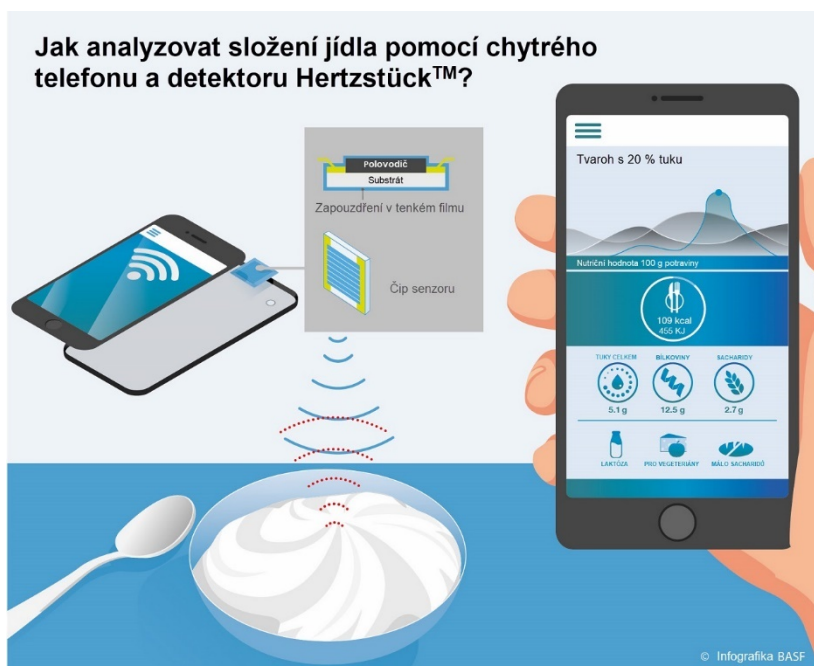 Jak analyzovat složení jídla pomocí chytrého
telefonu a detektoru Hertzstück™?
Polovodič
Substrát
Zapouzdření v tenkém filmu
Čip senzoru
Tvaroh s 20 % tuku
Nutriční hodnota 100 g potraviny
109 kcal
455 KJ
TUKY CELKEM
BÍLKOVINY
SACHARIDY
5.1 g
12.5 g
2.7 g
LAKTÓZA
PRO VEGETERIÁNY
MÁLO SACHARIDŮ
© Infografika BASF